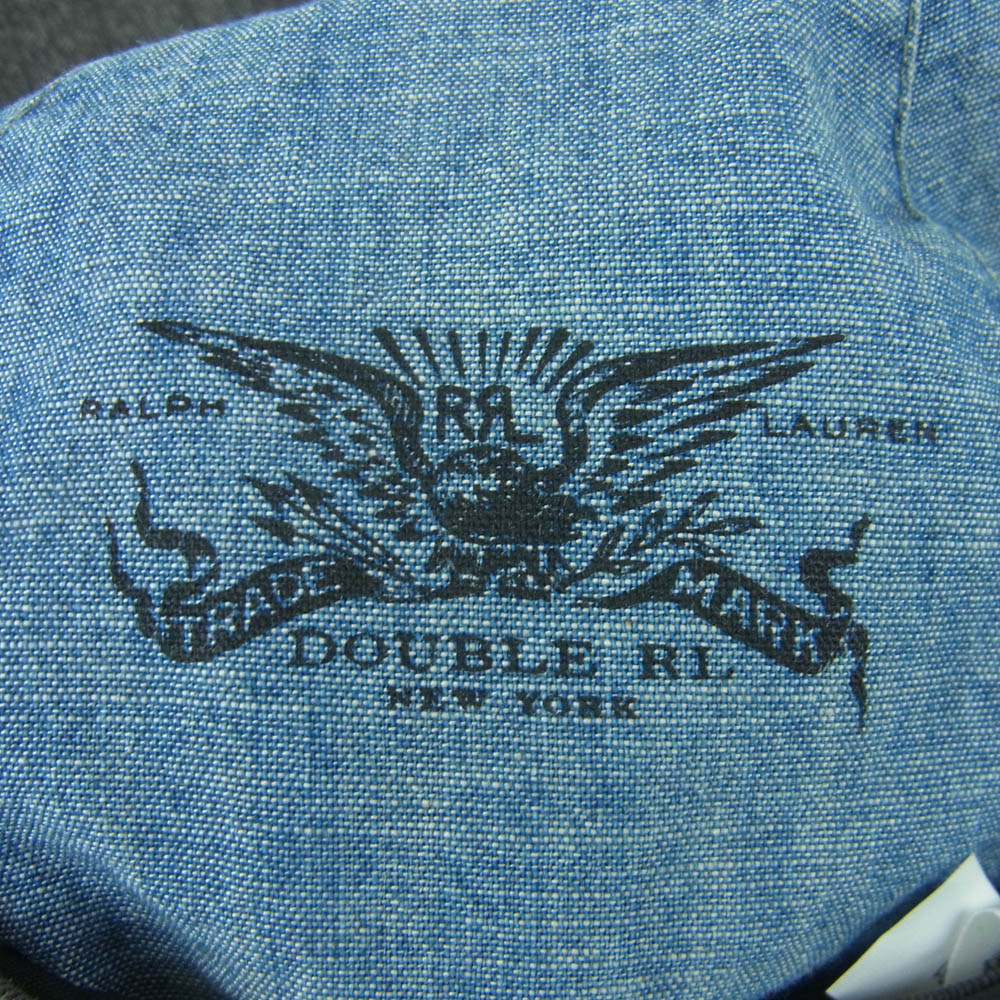 RRL
RALPH LAUREN
TRADE MARK
DOUBLE RL
NEW YORK